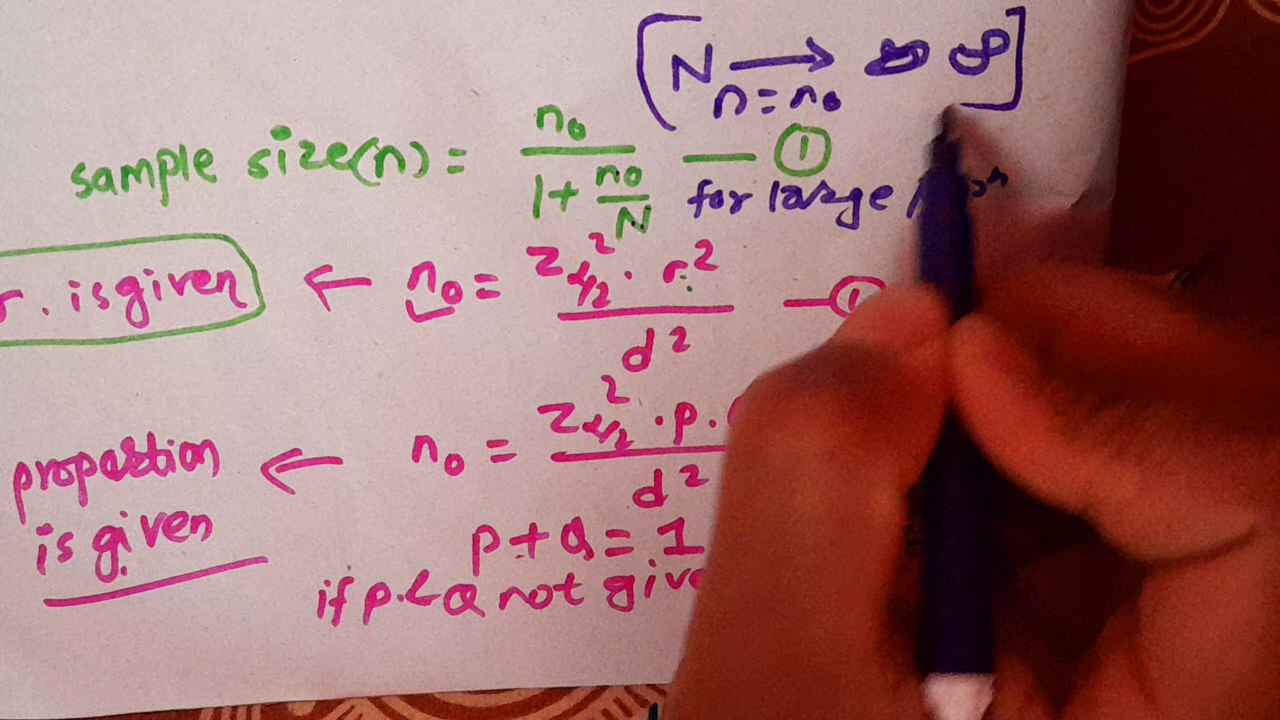 [N → ∞ ∞]
n = n₀
sample size(n) = n₀ / (1 + n₀/N) — ①
for large
r. is given ← n₀ = Z²α/2 · σ² / d² — ①
proportion is given ← n₀ = Z²α/2 · p. / d²
p + Q = 1
if p & Q not give